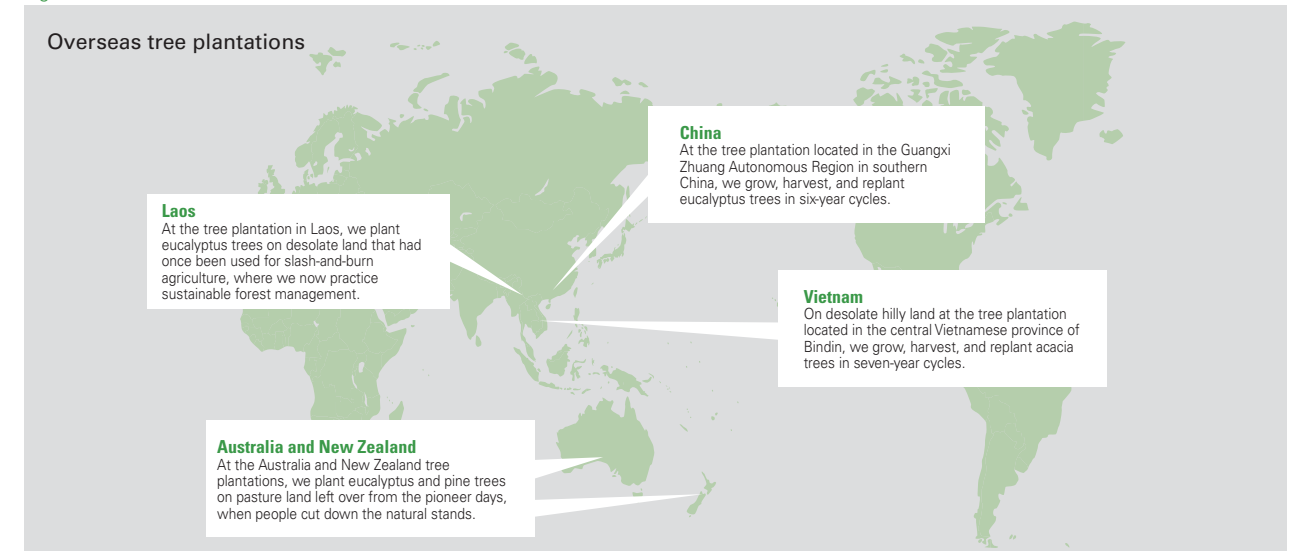 Overseas tree plantations
China
At the tree plantation located in the Guangxi
Zhuang Autonomous Region in southern
China, we grow, harvest, and replant
eucalyptus trees in six-year cycles.
Laos
At the tree plantation in Laos, we plant
eucalyptus trees on desolate land that had
once been used for slash-and-burn
agriculture, where we now practice
sustainable forest management.
Vietnam
On desolate hilly land at the tree plantation
located in the central Vietnamese province of
Bindin, we grow, harvest, and replant acacia
trees in seven-year cycles.
Australia and New Zealand
At the Australia and New Zealand tree
plantations, we plant eucalyptus and pine trees
on pasture land left over from the pioneer days,
when people cut down the natural stands.